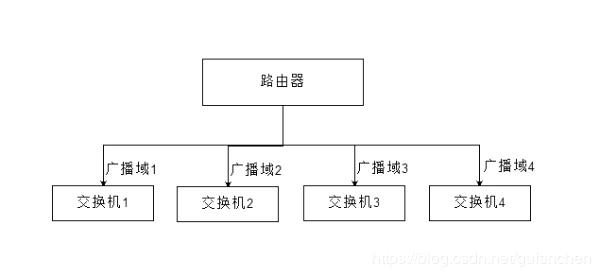 路由器
广播域1
广播域2
广播域3
广播域4
交换机1
交换机2
交换机3
交换机4
https://blog.csdn.net/gufanchen